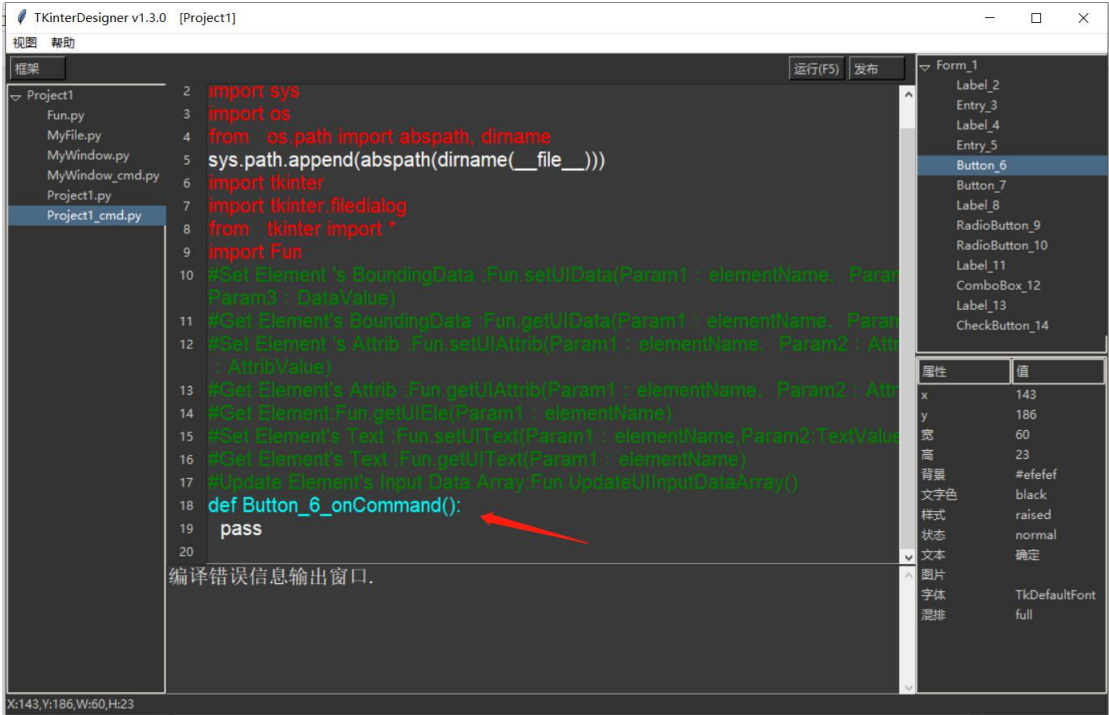 TKinterDesigner v1.3.0 [Project1]
视图 帮助
框架
运行(F5) 发布
Project1
Fun.py
MyFile.py
MyWindow.py
MyWindow_cmd.py
Project1.py
Project1_cmd.py
2 import sys
3 import os
4 from os.path import abspath, dirname
5 sys.path.append(abspath(dirname(__file__)))
6 import tkinter
7 import tkinter.filedialog
8 from tkinter import *
9 import Fun
10 #Set Element 's BoundingData :Fun.setUIData(Param1 : elementName, Param
Param3 : DataValue)
11 #Get Element's BoundingData :Fun.getUIData(Param1 : elementName, Param
12 #Set Element 's Attrib :Fun.setUIAttrib(Param1 : elementName, Param2 : Attr
: AttribValue)
13 #Get Element's Attrib :Fun.getUIAttrib(Param1 : elementName, Param2 : Attr
14 #Get Element:Fun.getUIEle(Param1 : elementName)
15 #Set Element's Text :Fun.setUIText(Param1 : elementName,Param2:TextValue
16 #Get Element's Text :Fun.getUIText(Param1 : elementName)
17 #Update Element's Input Data Array:Fun.UpdateUIInputDataArray()
18 def Button_6_onCommand():
19 pass
20
编译错误信息输出窗口.
Form_1
Label_2
Entry_3
Label_4
Entry_5
Button_6
Button_7
Label_8
RadioButton_9
RadioButton_10
Label_11
ComboBox_12
Label_13
CheckButton_14
属性 值
x 143
y 186
宽 60
高 23
背景 #efefef
文字色 black
样式 raised
状态 normal
文本 确定
图片
字体 TkDefaultFont
混排 full
X:143,Y:186,W:60,H:23